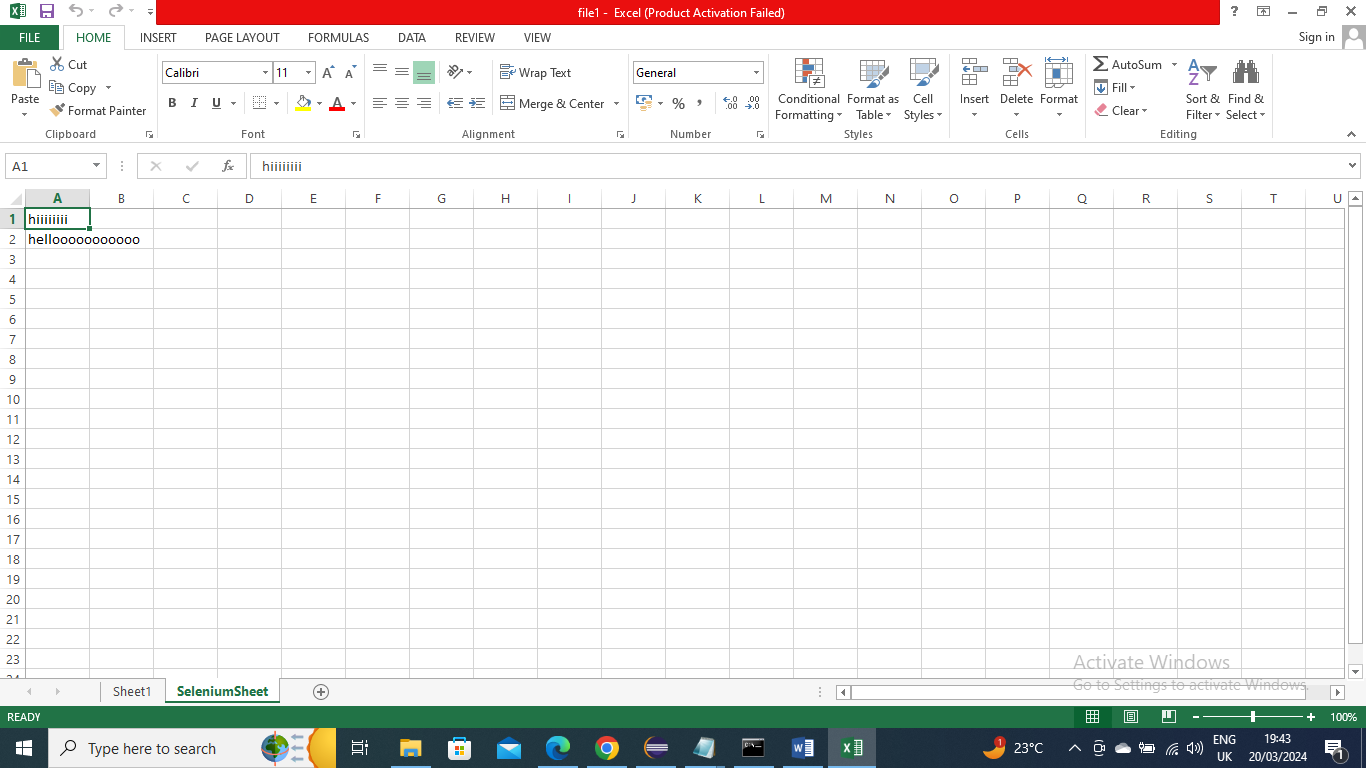 file1 - Excel (Product Activation Failed)
FILE HOME INSERT PAGE LAYOUT FORMULAS DATA REVIEW VIEW Sign in
Paste
Cut
Copy
Format Painter
Clipboard
Calibri 11
B I U A
Font
Wrap Text
Merge & Center
Alignment
General
%
Number
Conditional Formatting
Format as Table
Cell Styles
Styles
Insert Delete Format
Cells
AutoSum
Fill
Clear
Sort & Filter
Find & Select
Editing
A1 fx hiiiiiiii
A B C D E F G H I J K L M N O P Q R S T U
1 hiiiiiiii
2 hellooooooooooo
3
4
5
6
7
8
9
10
11
12
13
14
15
16
17
18
19
20
21
22
23
Activate Windows
Go to Settings to activate Windows.
Sheet1 SeleniumSheet
READY 100%
Type here to search
1 23°C
ENG
UK
19:43
20/03/2024
1